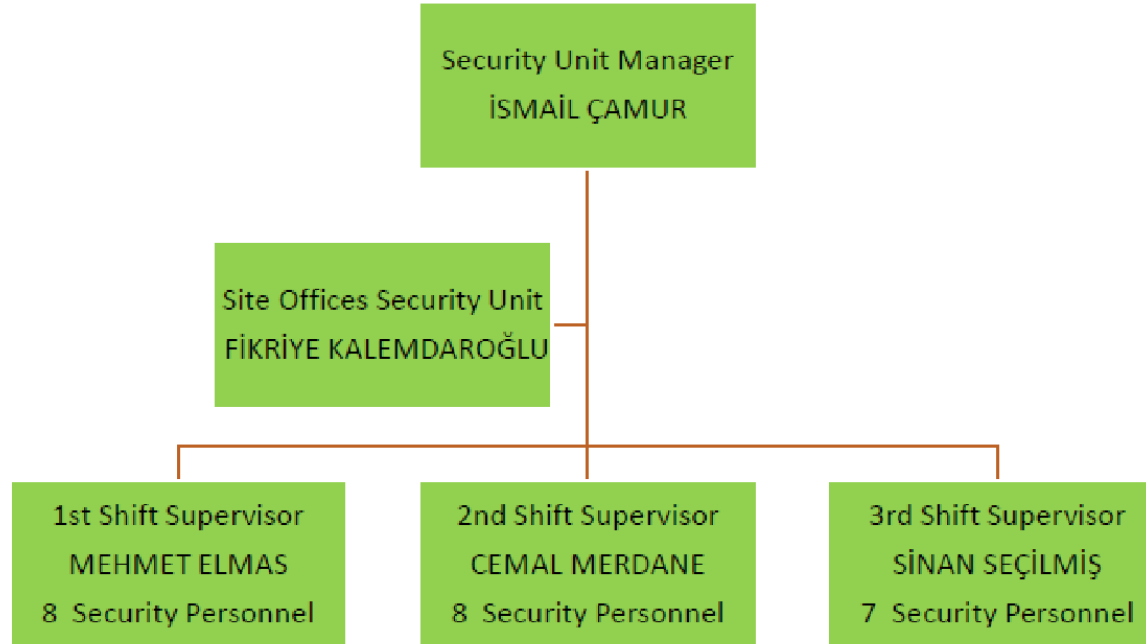 Security Unit Manager
İSMAİL ÇAMUR
Site Offices Security Unit
FİKRİYE KALEMDAROĞLU
1st Shift Supervisor
MEHMET ELMAS
8 Security Personnel
2nd Shift Supervisor
CEMAL MERDANE
8 Security Personnel
3rd Shift Supervisor
SİNAN SEÇİLMİŞ
7 Security Personnel